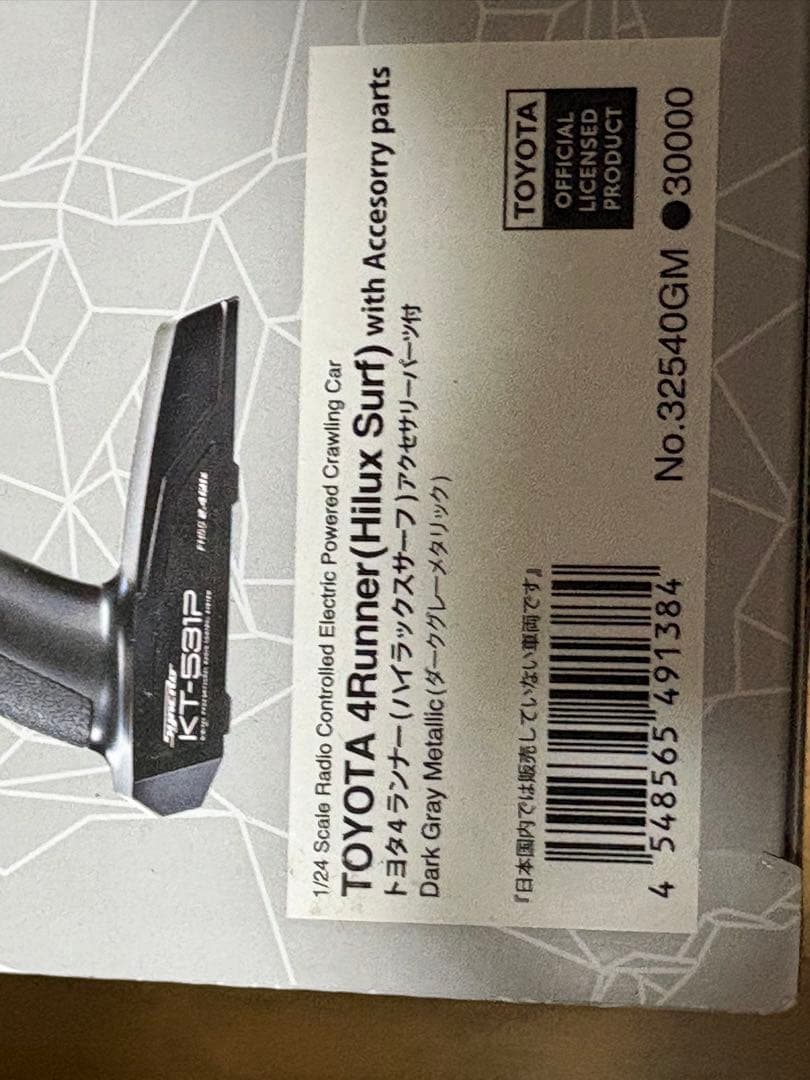 1/24 Scale Radio Controlled Electric Powered Crawling Car
TOYOTA 4Runner(Hilux Surf) with Accesorry parts
トヨタ4ランナー(ハイラックスサーフ)アクセサリーパーツ付
Dark Gray Metallic(ダークグレーメタリック)
『日本国内では販売していない車両です』
4 548565 491384
No.32540GM ●30000
TOYOTA
OFFICIAL
LICENSED
PRODUCT
Syncro
KT-531P
FHSS 2.4GHz